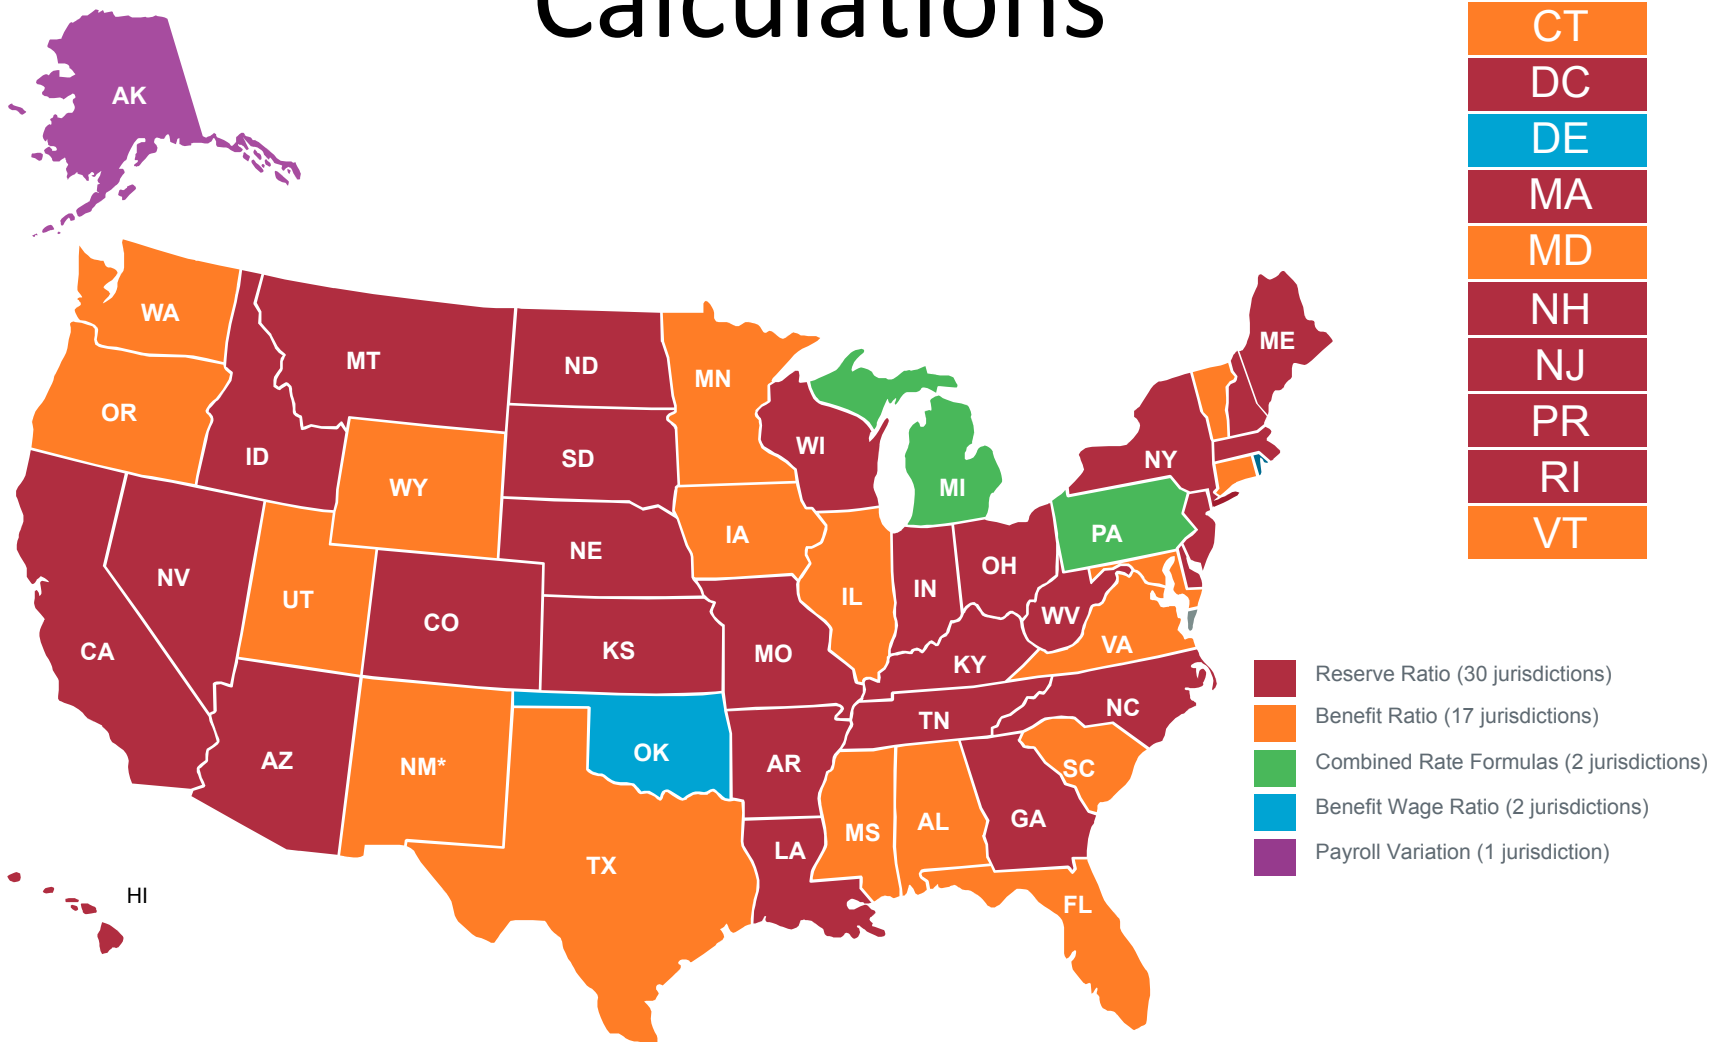 Calculations
CT
DC
DE
MA
MD
NH
NJ
PR
RI
VT
AK
WA
MT
ND
MN
ME
OR
ID
SD
WI
NY
WY
MI
NE
IA
PA
NV
UT
CO
IL
IN
OH
WV
VA
CA
KS
MO
KY
NC
TN
AZ
NM*
OK
AR
SC
MS
AL
GA
LA
TX
FL
HI
Reserve Ratio (30 jurisdictions)
Benefit Ratio (17 jurisdictions)
Combined Rate Formulas (2 jurisdictions)
Benefit Wage Ratio (2 jurisdictions)
Payroll Variation (1 jurisdiction)